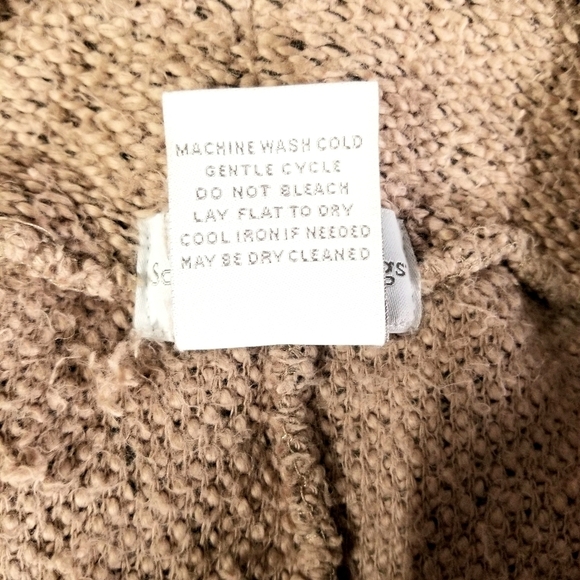 MACHINE WASH COLD
GENTLE CYCLE
DO NOT BLEACH
LAY FLAT TO DRY
COOL IRON IF NEEDED
MAY BE DRY CLEANED